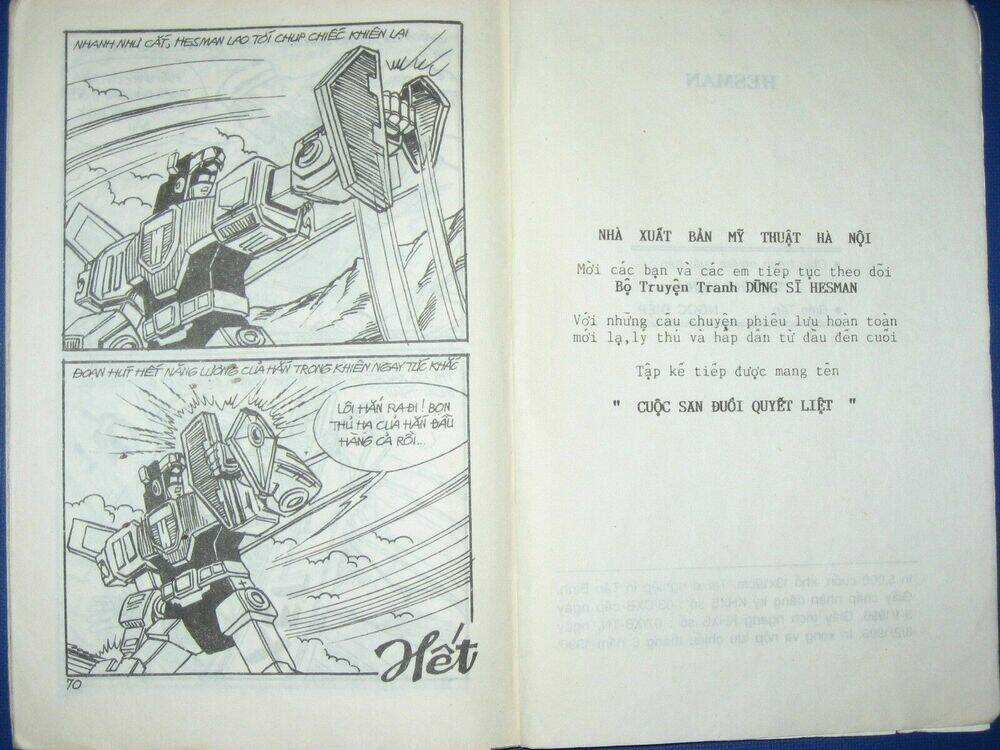 NHANH NHƯ CẮT, HESMAN LAO TỚI CHỤP CHIẾC KHIÊN LẠI
ĐOẠN HÚT HẾT NĂNG LƯỢNG CỦA HẮN TRONG KHIÊN NGAY TỨC KHẮC
LÔI HẮN RA ĐI! BỌN
THỦ HẠ CỦA HẮN ĐẦU
HÀNG CẢ RỒI...
Hết
70
HESMAN
NHÀ XUẤT BẢN MỸ THUẬT HÀ NỘI
Mời các bạn và các em tiếp tục theo dõi
Bộ Truyện Tranh DŨNG SĨ HESMAN
Với những câu chuyện phiêu lưu hoàn toàn
mới lạ,lý thú và hấp dẫn từ đầu đến cuối
Tập kế tiếp được mang tên
" CUỘC SĂN ĐUỔI QUYẾT LIỆT "